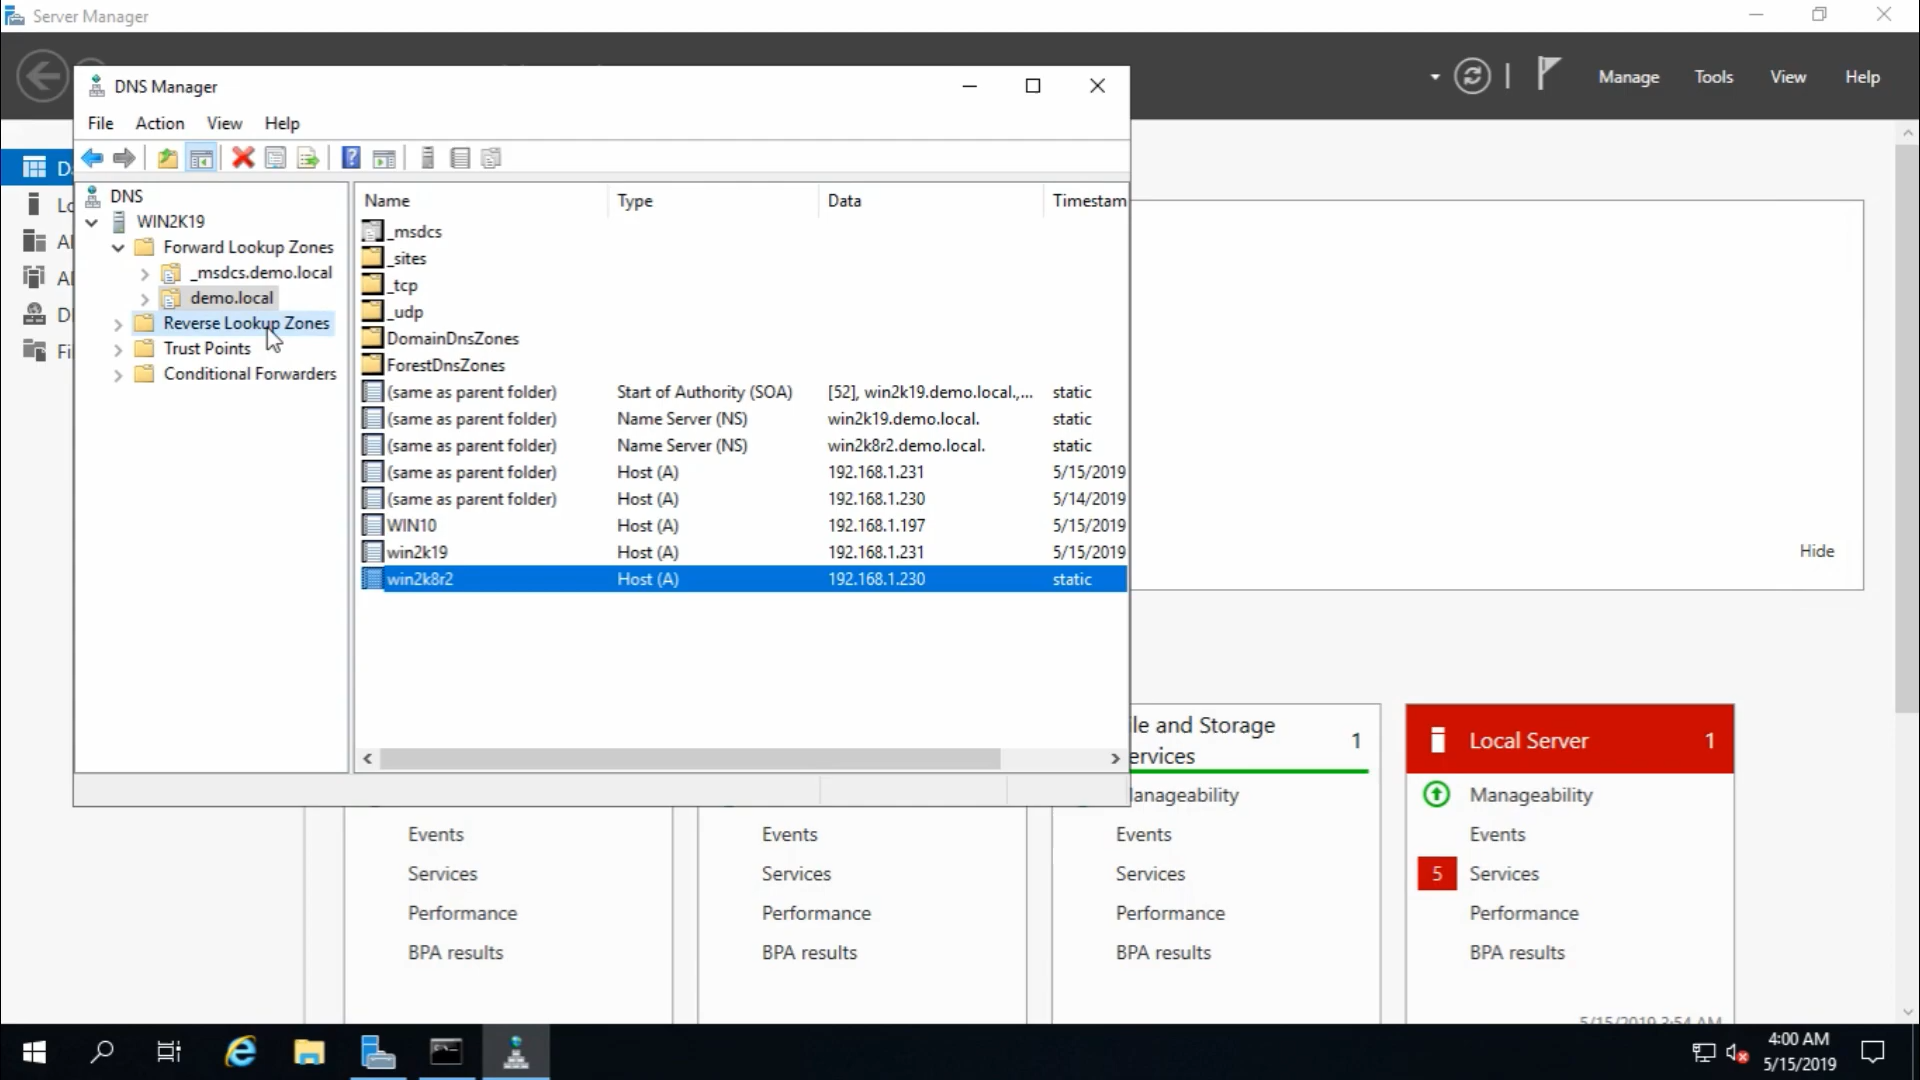 Server Manager
Manage Tools View Help
DNS Manager
File Action View Help
DNS
WIN2K19
Forward Lookup Zones
_msdcs.demo.local
demo.local
Reverse Lookup Zones
Trust Points
Conditional Forwarders
Name Type Data Timestam
_msdcs
_sites
_tcp
_udp
DomainDnsZones
ForestDnsZones
(same as parent folder) Start of Authority (SOA) [52], win2k19.demo.local.,... static
(same as parent folder) Name Server (NS) win2k19.demo.local. static
(same as parent folder) Name Server (NS) win2k8r2.demo.local. static
(same as parent folder) Host (A) 192.168.1.231 5/15/2019
(same as parent folder) Host (A) 192.168.1.230 5/14/2019
WIN10 Host (A) 192.168.1.197 5/15/2019
win2k19 Host (A) 192.168.1.231 5/15/2019
win2k8r2 Host (A) 192.168.1.230 static
Hide
Events
Services
Performance
BPA results
Events
Services
Performance
BPA results
ile and Storage
ervices
1
lanageability
Events
Services
Performance
BPA results
Local Server 1
Manageability
Events
5 Services
Performance
BPA results
4:00 AM
5/15/2019